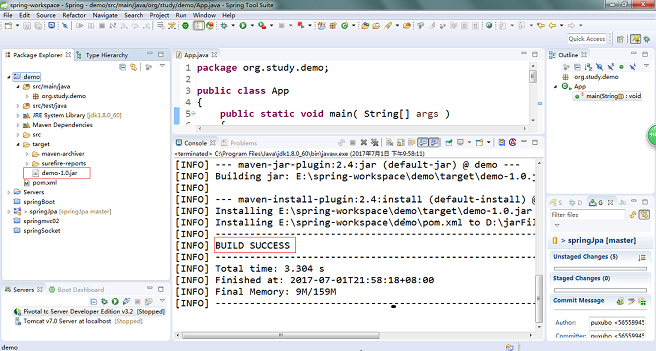 spring-workspace - Spring - demo/src/main/java/org/study/demo/App.java - Spring Tool Suite
File Edit Source Refactor Navigate Search Project Run Window Help
Quick Access
Package Explorer
Type Hierarchy
demo
src/main/java
org.study.demo
src/test/java
JRE System Library [jdk1.8.0_60]
Maven Dependencies
src
target
maven-archiver
surefire-reports
demo-1.0.jar
pom.xml
Servers
springBoot
> springJpa [springJpa master]
springmvc02
springSocket
Servers
Boot Dashboard
Pivotal tc Server Developer Edition v3.2 [Stopped]
Tomcat v7.0 Server at localhost [Stopped]
App.java
1 package org.study.demo;
3 public class App
4 {
5 public static void main( String[] args )
Console
Problems
<terminated> C:\Program Files\Java\jdk1.8.0_60\bin\javaw.exe (2017年7月1日 下午9:58:11)
[INFO] --- maven-jar-plugin:2.4:jar (default-jar) @ demo ---
[INFO] Building jar: E:\spring-workspace\demo\target\demo-1.0.j
[INFO]
[INFO] --- maven-install-plugin:2.4:install (default-install) @
[INFO] Installing E:\spring-workspace\demo\target\demo-1.0.jar
[INFO] Installing E:\spring-workspace\demo\pom.xml to D:\jarFil
[INFO] ------------------------------------------------
[INFO] BUILD SUCCESS
[INFO] ------------------------------------------------
[INFO] Total time: 3.304 s
[INFO] Finished at: 2017-07-01T21:58:18+08:00
[INFO] Final Memory: 9M/159M
[INFO] ------------------------------------------------
Outline
org.study.demo
App
main(String[]) : void
Filter files
> springJpa [master]
Unstaged Changes (5)
Staged Changes (0)
Commit Message
Author: puxubo <56559945
Committer: puxubo <56559945
demo